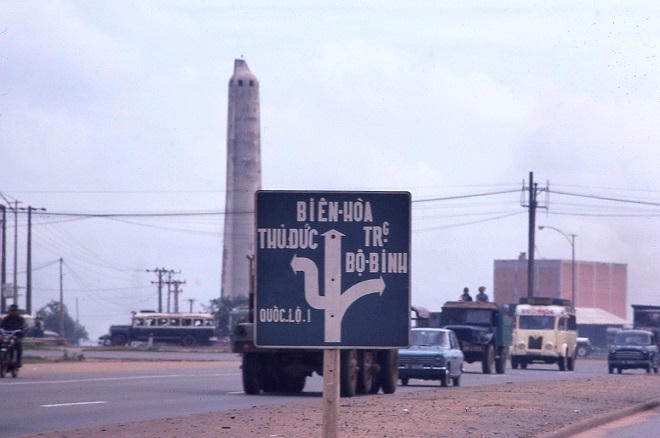 BIÊN-HÒA
THỦ.ĐỨC
TRG.
BỘ-BINH
QUỐC.LỘ.1